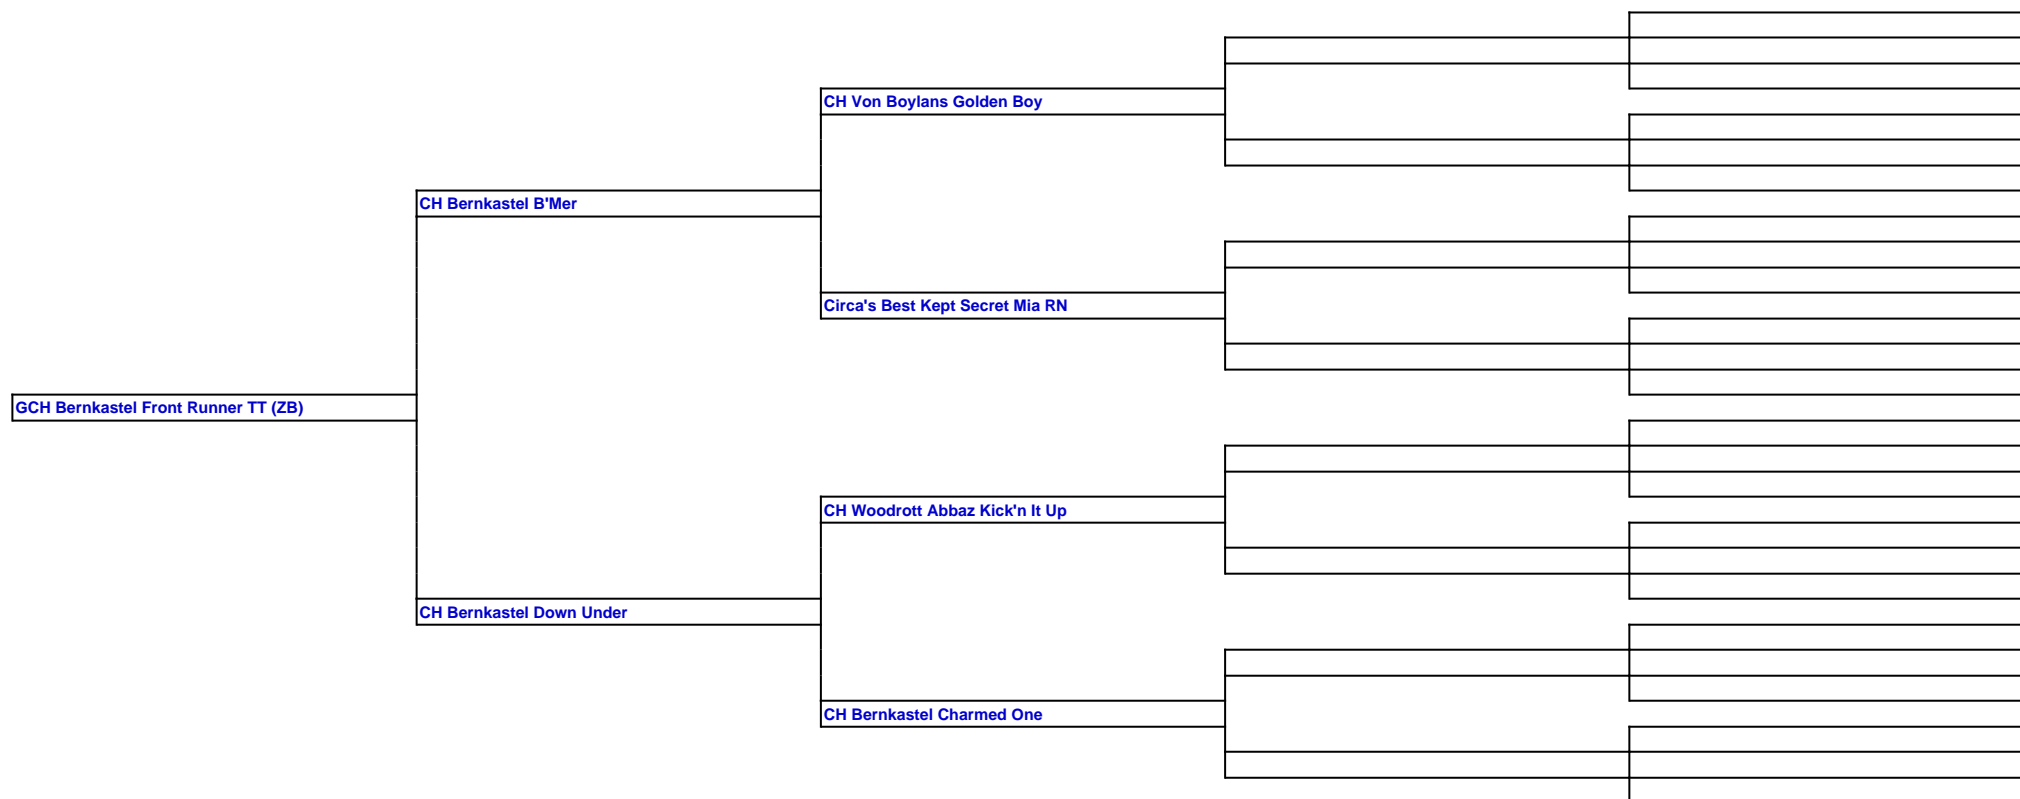 CH Von Boylans Golden Boy
CH Bernkastel B'Mer
Circa's Best Kept Secret Mia RN
GCH Bernkastel Front Runner TT (ZB)
CH Woodrott Abbaz Kick'n It Up
CH Bernkastel Down Under
CH Bernkastel Charmed One